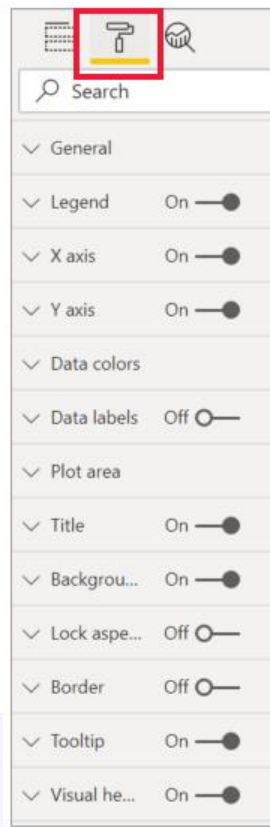 Search
General
Legend On
X axis On
Y axis On
Data colors
Data labels Off
Plot area
Title On
Backgrou... On
Lock aspe... Off
Border Off
Tooltip On
Visual he... On